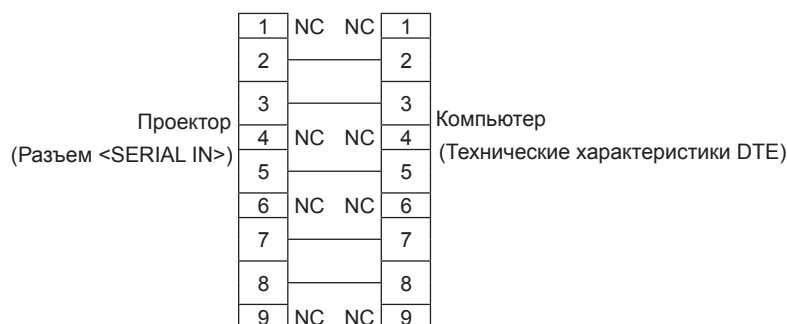 1 NC NC 1
2 2
3 3
Проектор
(Разъем <SERIAL IN>)
4 NC NC 4
Компьютер
(Технические характеристики DTE)
5 5
6 NC NC 6
7 7
8 8
9 NC NC 9